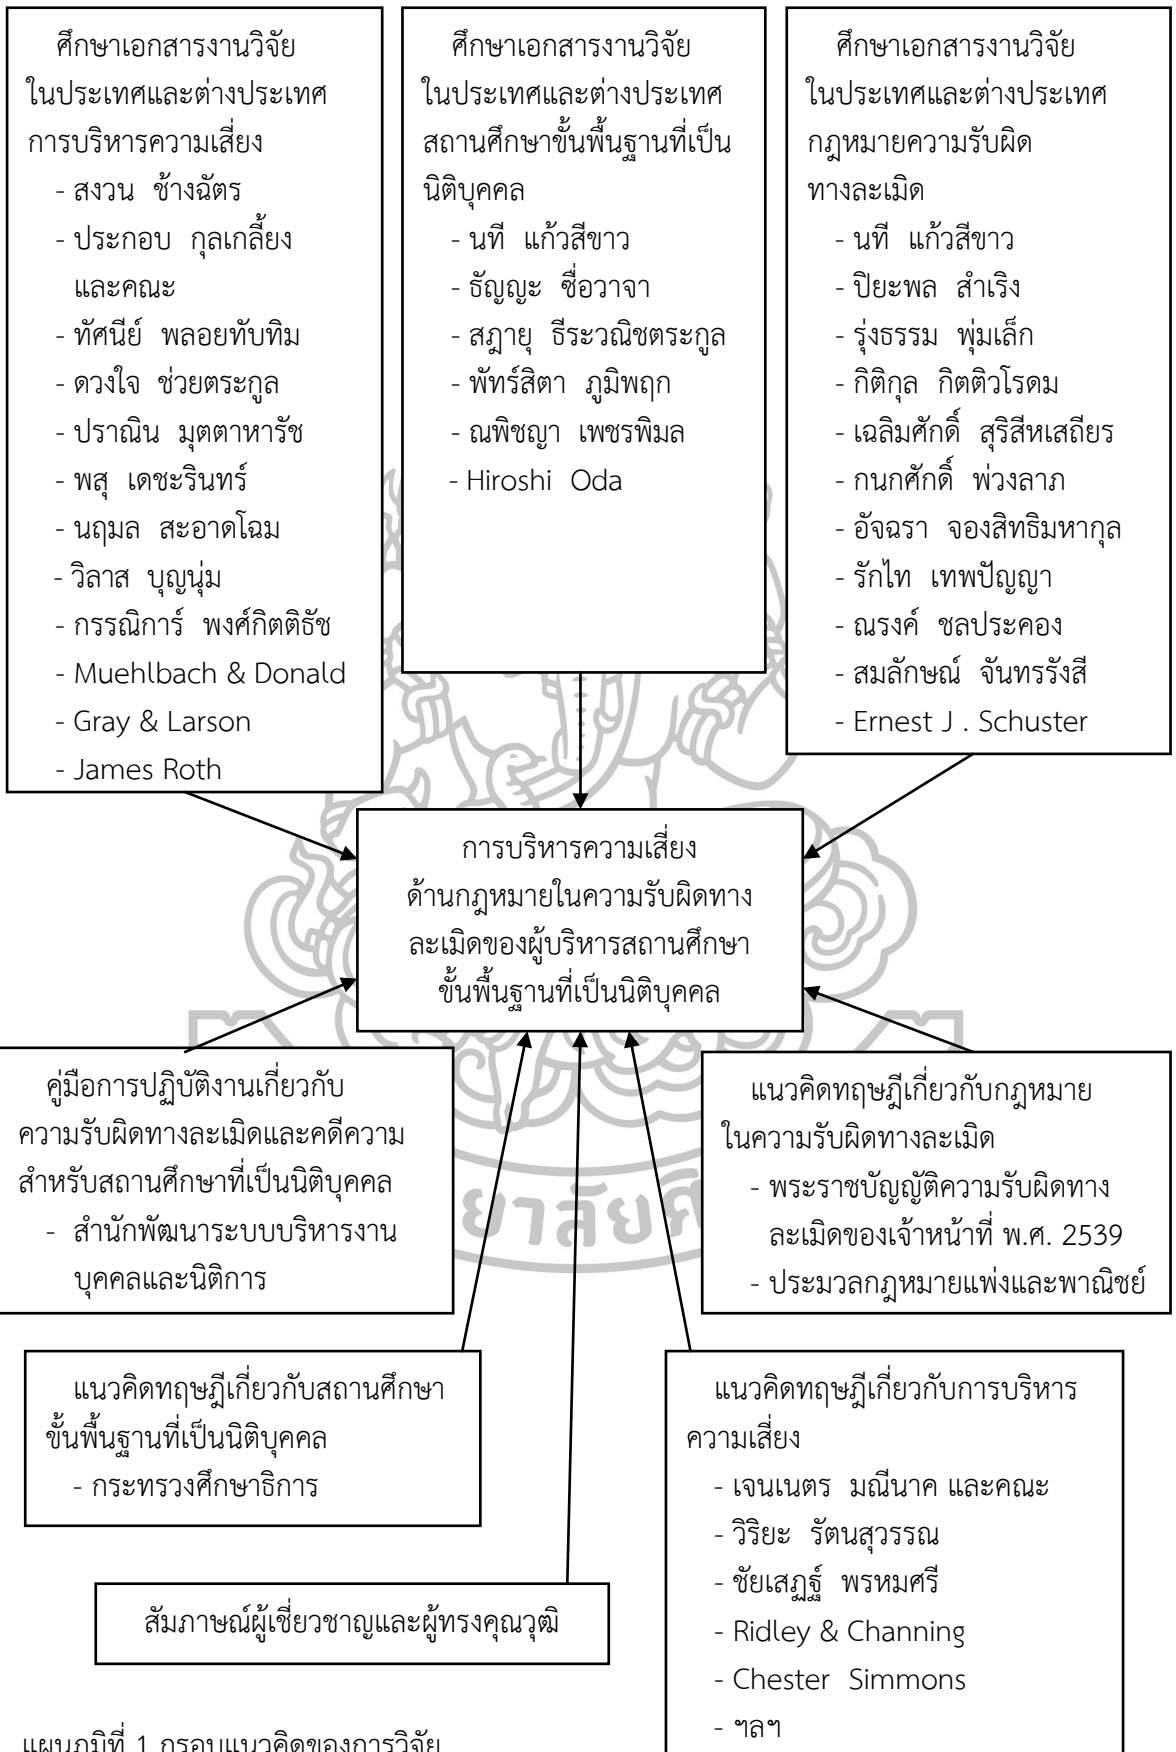 ศึกษาเอกสารงานวิจัย
ในประเทศและต่างประเทศ
การบริหารความเสี่ยง
- สงวน ช้างฉัตร
- ประกอบ กุลเกลี้ยง
และคณะ
- ทัศนีย์ พลอยทับทิม
- ดวงใจ ช่วยตระกูล
- ปราณิน มุตตาหารัช
- พสุ เดชะรินทร์
- นฤมล สะอาดโฉม
- วิลาส บุญนุ่ม
- กรรณิการ์ พงศ์กิตติธัช
- Muehlbach & Donald
- Gray & Larson
- James Roth
ศึกษาเอกสารงานวิจัย
ในประเทศและต่างประเทศ
สถานศึกษาขั้นพื้นฐานที่เป็น
นิติบุคคล
- นที แก้วสีขาว
- ธัญญะ ซื่อวาจา
- สฎายุ ธีระวณิชตระกูล
- พัทร์สิตา ภูมิพฤก
- ณพิชญา เพชรพิมล
- Hiroshi Oda
ศึกษาเอกสารงานวิจัย
ในประเทศและต่างประเทศ
กฎหมายความรับผิด
ทางละเมิด
- นที แก้วสีขาว
- ปิยะพล สำเริง
- รุ่งธรรม พุ่มเล็ก
- กิติกุล กิตติวโรดม
- เฉลิมศักดิ์ สุริสีหเสถียร
- กนกศักดิ์ พ่วงลาภ
- อัจฉรา จองสิทธิมหากุล
- รักไท เทพปัญญา
- ณรงค์ ชลประคอง
- สมลักษณ์ จันทรรังสี
- Ernest J . Schuster
การบริหารความเสี่ยง
ด้านกฎหมายในความรับผิดทาง
ละเมิดของผู้บริหารสถานศึกษา
ขั้นพื้นฐานที่เป็นนิติบุคคล
คู่มือการปฏิบัติงานเกี่ยวกับ
ความรับผิดทางละเมิดและคดีความ
สำหรับสถานศึกษาที่เป็นนิติบุคคล
- สำนักพัฒนาระบบบริหารงาน
บุคคลและนิติการ
แนวคิดทฤษฎีเกี่ยวกับกฎหมาย
ในความรับผิดทางละเมิด
- พระราชบัญญัติความรับผิดทาง
ละเมิดของเจ้าหน้าที่ พ.ศ. 2539
- ประมวลกฎหมายแพ่งและพาณิชย์
ยาลัยศิ
แนวคิดทฤษฎีเกี่ยวกับสถานศึกษา
ขั้นพื้นฐานที่เป็นนิติบุคคล
- กระทรวงศึกษาธิการ
แนวคิดทฤษฎีเกี่ยวกับการบริหาร
ความเสี่ยง
- เจนเนตร มณีนาค และคณะ
- วิริยะ รัตนสุวรรณ
- ชัยเสฏฐ์ พรหมศรี
- Ridley & Channing
- Chester Simmons
- ฯลฯ
สัมภาษณ์ผู้เชี่ยวชาญและผู้ทรงคุณวุฒิ
แผนภูมิที่ 1 กรอบแนวคิดของการวิจัย